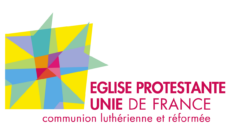 EGLISE PROTESTANTE
UNIE DE FRANCE
communion luthérienne et réformée